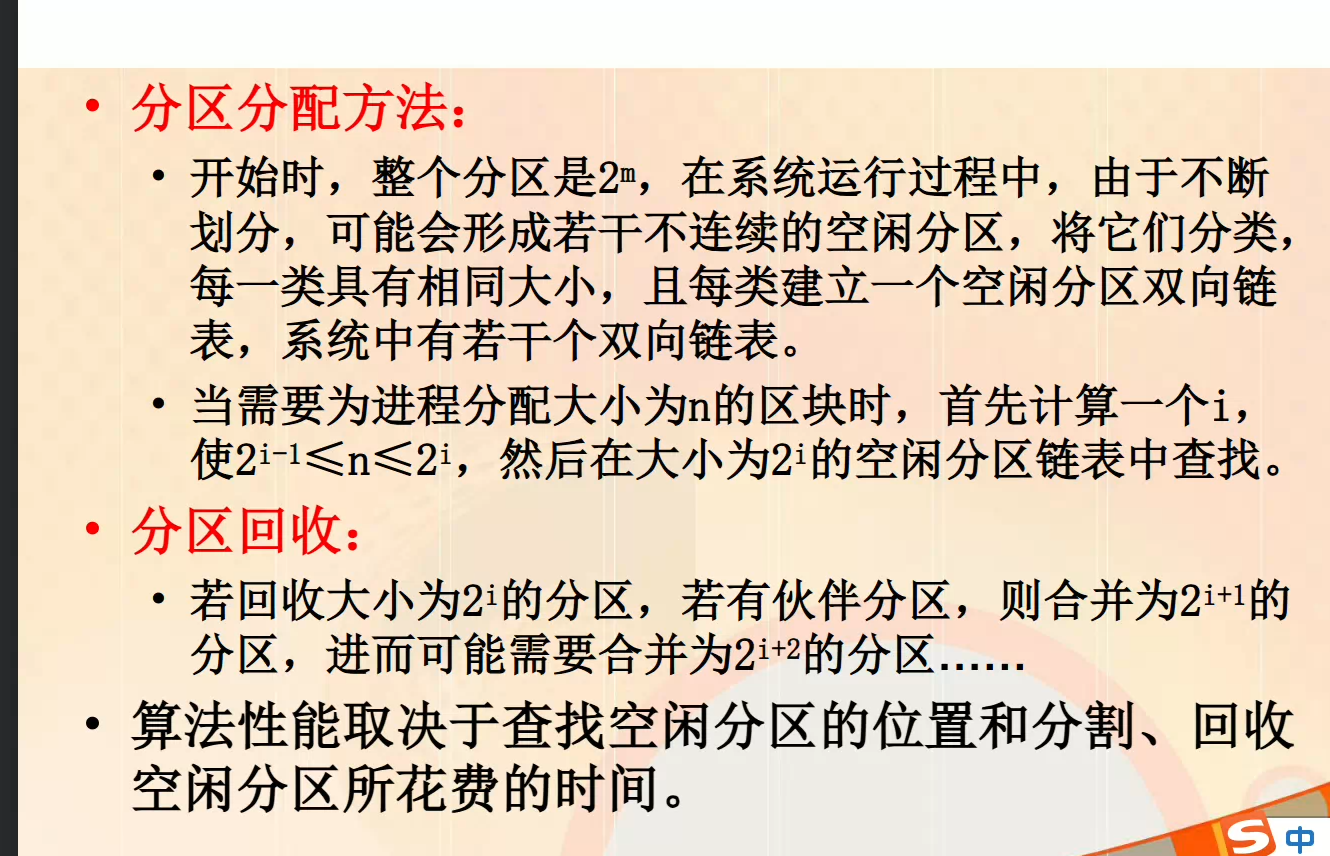 • 分区分配方法：
• 开始时，整个分区是2ᵐ，在系统运行过程中，由于不断
划分，可能会形成若干不连续的空闲分区，将它们分类，
每一类具有相同大小，且每类建立一个空闲分区双向链
表，系统中有若干个双向链表。
• 当需要为进程分配大小为n的区块时，首先计算一个i，
使2ⁱ⁻¹≤n≤2ⁱ，然后在大小为2ⁱ的空闲分区链表中查找。
• 分区回收：
• 若回收大小为2ⁱ的分区，若有伙伴分区，则合并为2ⁱ⁺¹的
分区，进而可能需要合并为2ⁱ⁺²的分区……
• 算法性能取决于查找空闲分区的位置和分割、回收
空闲分区所花费的时间。
S 中